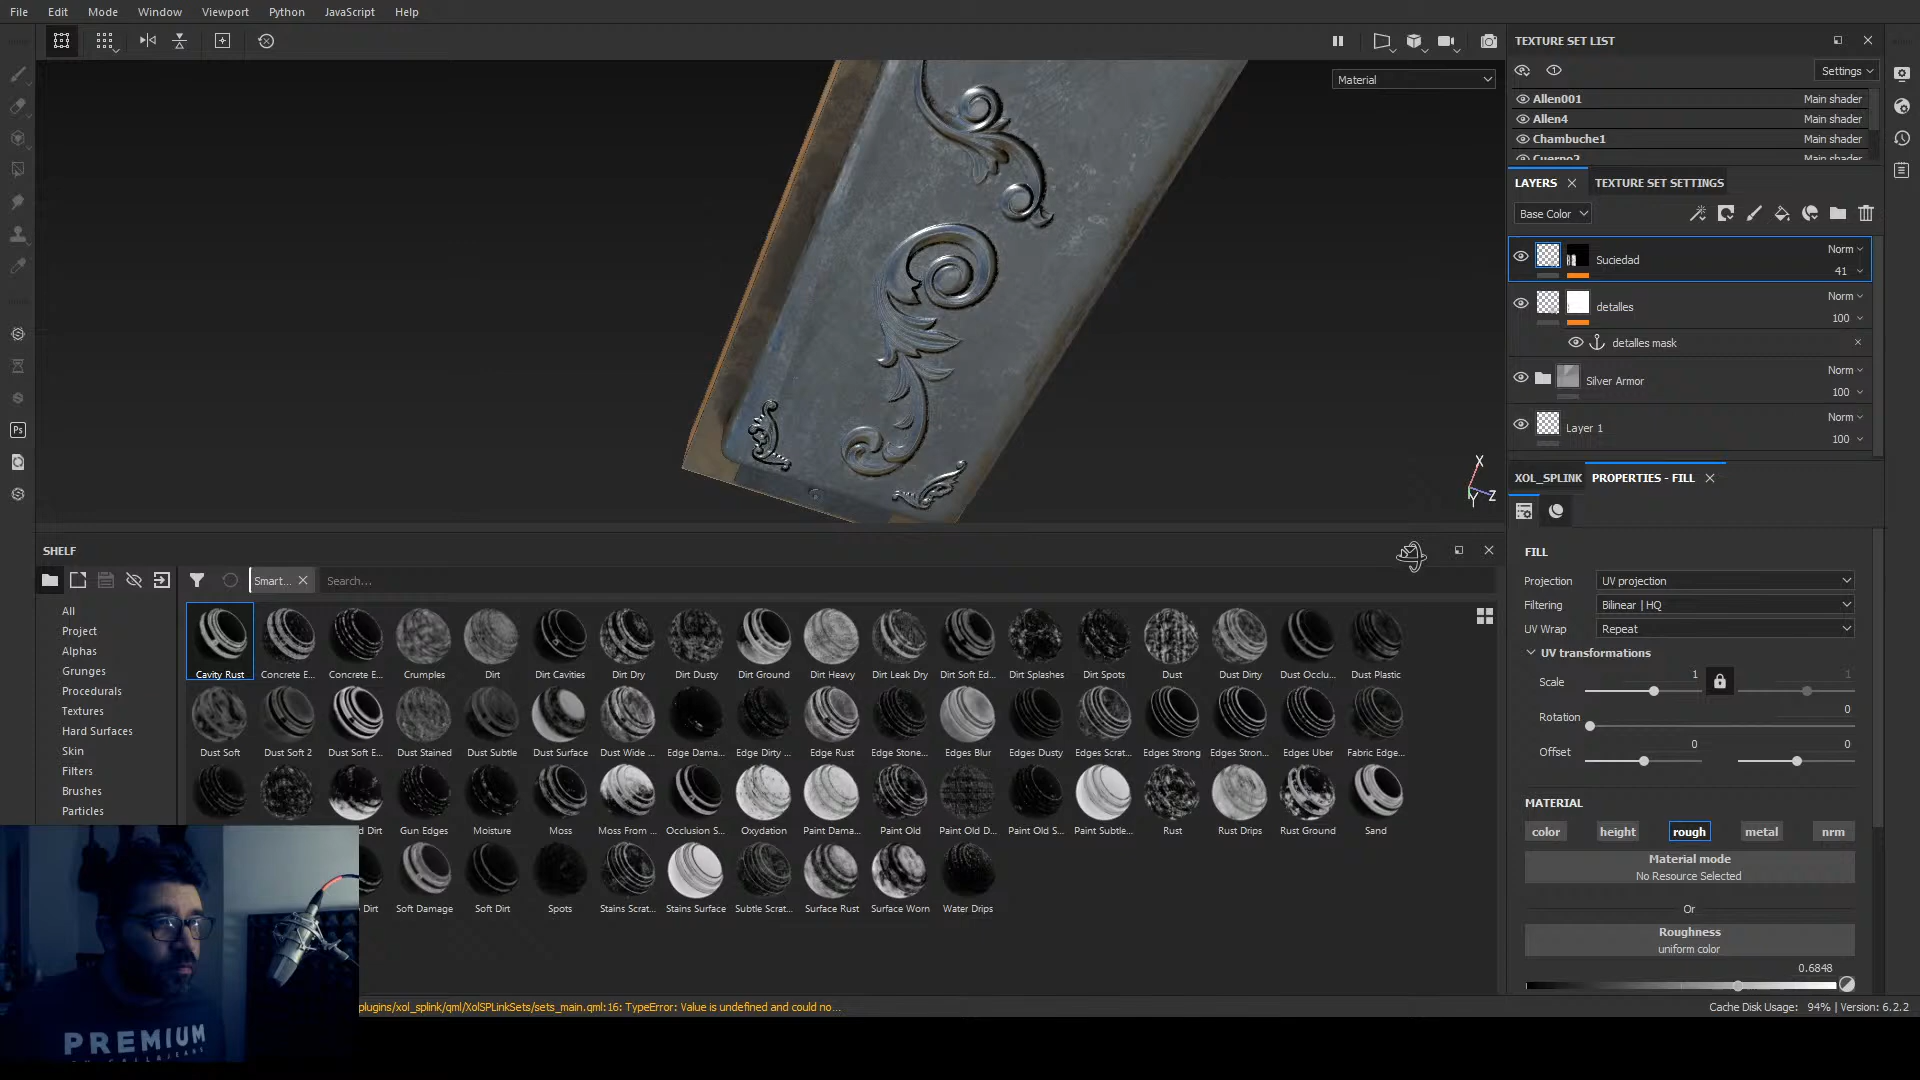 File Edit Mode Window Viewport Python JavaScript Help
Material
TEXTURE SET LIST
Settings
Allen001 Main shader
Allen4 Main shader
Chambuche1 Main shader
Cuerpo2 Main shader
LAYERS TEXTURE SET SETTINGS
Base Color
Suciedad Norm
41
detalles Norm
100
detalles mask
Silver Armor Norm
100
Layer 1 Norm
100
XOL_SPLINK PROPERTIES - FILL
X
Y Z
FILL
Projection UV projection
Filtering Bilinear | HQ
UV Wrap Repeat
UV transformations
Scale 1 1
Rotation 0
Offset 0 0
MATERIAL
color height rough metal nrm
Material mode
No Resource Selected
Or
Roughness
uniform color
0.6848
SHELF
Smart... Search...
All
Project
Alphas
Grunges
Procedurals
Textures
Hard Surfaces
Skin
Filters
Brushes
Particles
Cavity Rust Concrete E... Concrete E... Crumples Dirt Dirt Cavities Dirt Dry Dirt Dusty Dirt Ground Dirt Heavy Dirt Leak Dry Dirt Soft Ed... Dirt Splashes Dirt Spots Dust Dust Dirty Dust Occlu... Dust Plastic
Dust Soft Dust Soft 2 Dust Soft E... Dust Stained Dust Subtle Dust Surface Dust Wide ... Edge Dama... Edge Dirty ... Edge Rust Edge Stone... Edges Blur Edges Dusty Edges Scrat... Edges Strong Edges Stron... Edges Uber Fabric Edge...
d Dirt Gun Edges Moisture Moss Moss From ... Occlusion S... Oxydation Paint Dama... Paint Old Paint Old D... Paint Old S... Paint Subtle... Rust Rust Drips Rust Ground Sand
Dirt Soft Damage Soft Dirt Spots Stains Scrat... Stains Surface Subtle Scrat... Surface Rust Surface Worn Water Drips
plugins/xol_splink/qml/XolSPLinkSets/sets_main.qml:16: TypeError: Value is undefined and could no...
Cache Disk Usage: 94% | Version: 6.2.2
PREMIUM